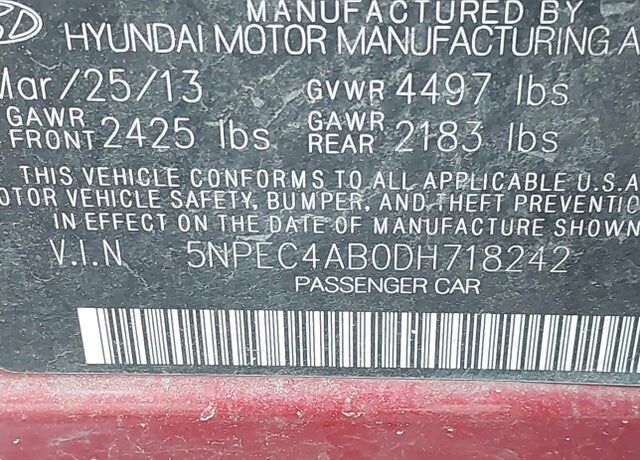 MANUFACTURED BY
HYUNDAI MOTOR MANUFACTURING A
Mar/25/13 GVWR 4497 lbs
GAWR FRONT 2425 lbs GAWR REAR 2183 lbs
THIS VEHICLE CONFORMS TO ALL APPLICABLE U.S.A
OTOR VEHICLE SAFETY, BUMPER, AND THEFT PREVENTIO
IN EFFECT ON THE DATE OF MANUFACTURE SHOWN
V.I.N 5NPEC4AB0DH718242
PASSENGER CAR